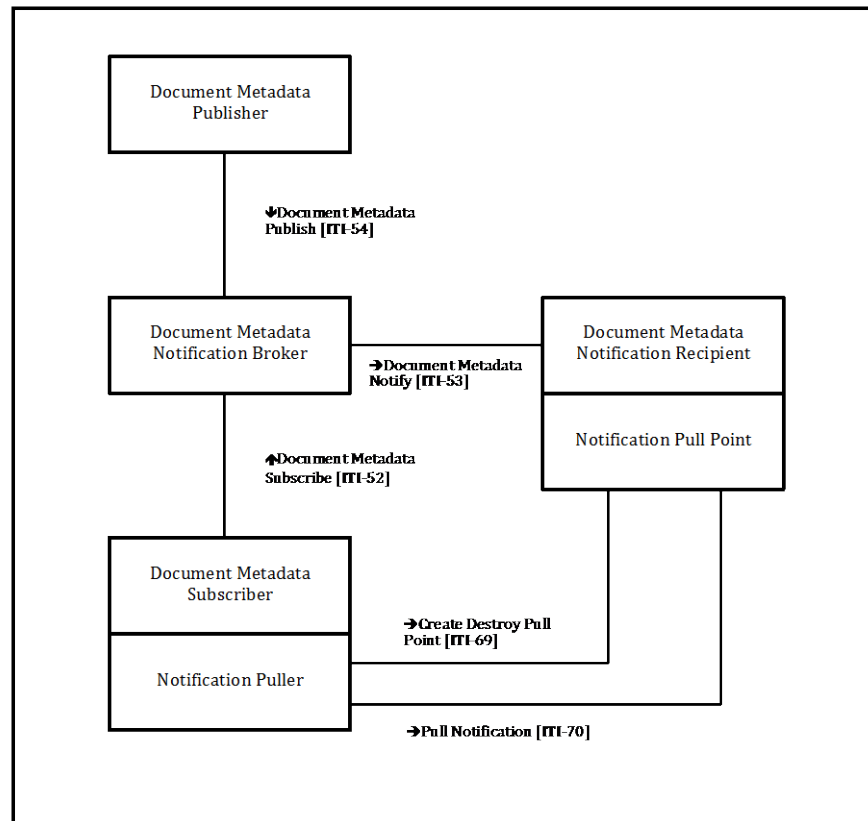 Document Metadata
Publisher
🡻Document Metadata
Publish [ITI-54]
Document Metadata
Notification Broker
Document Metadata
Notification Recipient
➔Document Metadata
Notify [ITI-53]
Notification Pull Point
🡹Document Metadata
Subscribe [ITI-52]
Document Metadata
Subscriber
➔Create Destroy Pull
Point [ITI-69]
Notification Puller
➔Pull Notification [ITI-70]